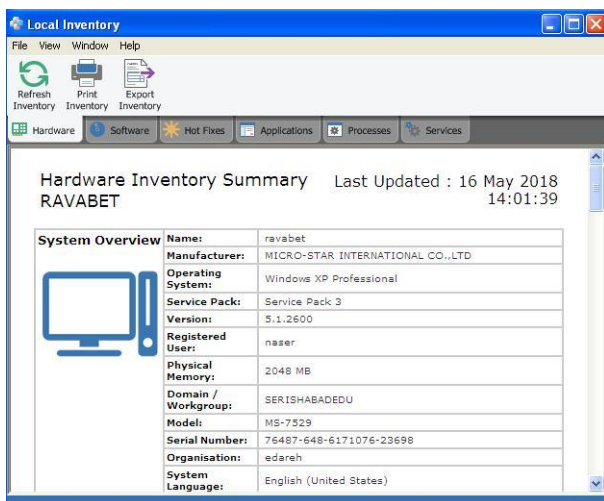 Local Inventory
File View Window Help
Refresh Inventory
Print Inventory
Export Inventory
Hardware Software Hot Fixes Applications Processes Services
Hardware Inventory Summary
RAVABET
Last Updated : 16 May 2018
14:01:39
System Overview
Name: ravabet
Manufacturer: MICRO-STAR INTERNATIONAL CO.,LTD
Operating System: Windows XP Professional
Service Pack: Service Pack 3
Version: 5.1.2600
Registered User: naser
Physical Memory: 2048 MB
Domain / Workgroup: SERISHABADEDU
Model: MS-7529
Serial Number: 76487-648-6171076-23698
Organisation: edareh
System Language: English (United States)